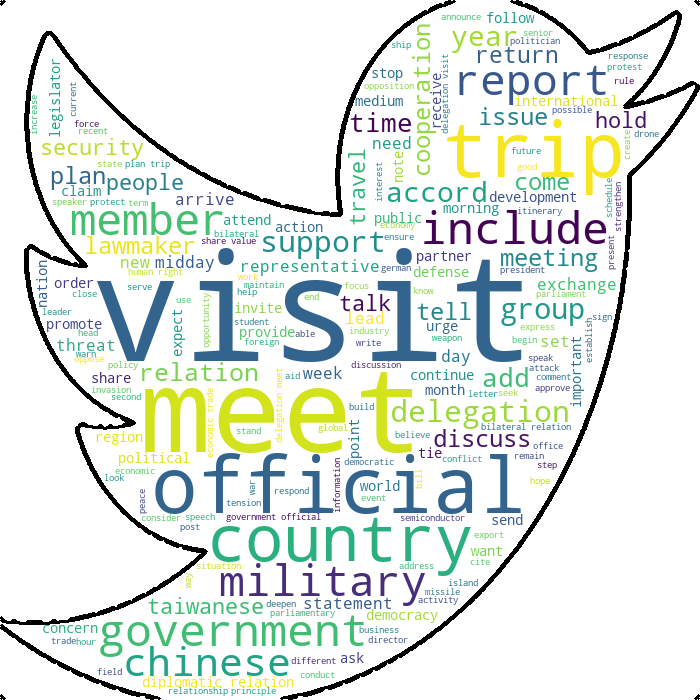 announce
follow
ship
year
senior
politician
return
response
protest
stop
opposition
cooperation
delegation visit
receive
report
rule
legislator
current
increase
medium
international
possible
force
recent
time
issue
hold
drone
security
need
trip
create
state
plan trip
note
future
good
plan
people
travel
interest
come
schedule
strengthen
claim
accord
development
speaker
protect
term
arrive
morning
itinerary
member
attend
action
public
economy
include
present
bilateral
lawmaker
share value
support
ensure
partner
meeting
president
new
midday
representative
german
defense
human right
work
nation
order
serve
maintain
help
focus
know
parliament
exchange
close
use
visit
end
talk
tell
group
leader
promote
expect
opportunity
invite
lead
sign
head
student
provide
able
industry
urge
weapon
express
establish
threat
warn
foreign
write
begin
set
oppose
day
speak
important
policy
relation
discussion
attack
share
aid
week
continue
add
comment
invasion
month
letter
seek
approve
second
economic trade
delegation meet
meet
build
delegation
region
stand
global
point
bilateral relation
believe
discuss
office
political
tie
remain
economic
democratic
conflict
step
look
official
world
information
bill
hope
peace
war
respond
tension
event
consider
speech
government official
semiconductor
send
post
country
export
want
cite
situation
address
way
military
island
missile
activity
taiwanese
deepen
statement
parliamentary
democracy
concern
government
business
trade
hour
director
chinese
different
ask
field
conduct
diplomatic relation
relationship
principle